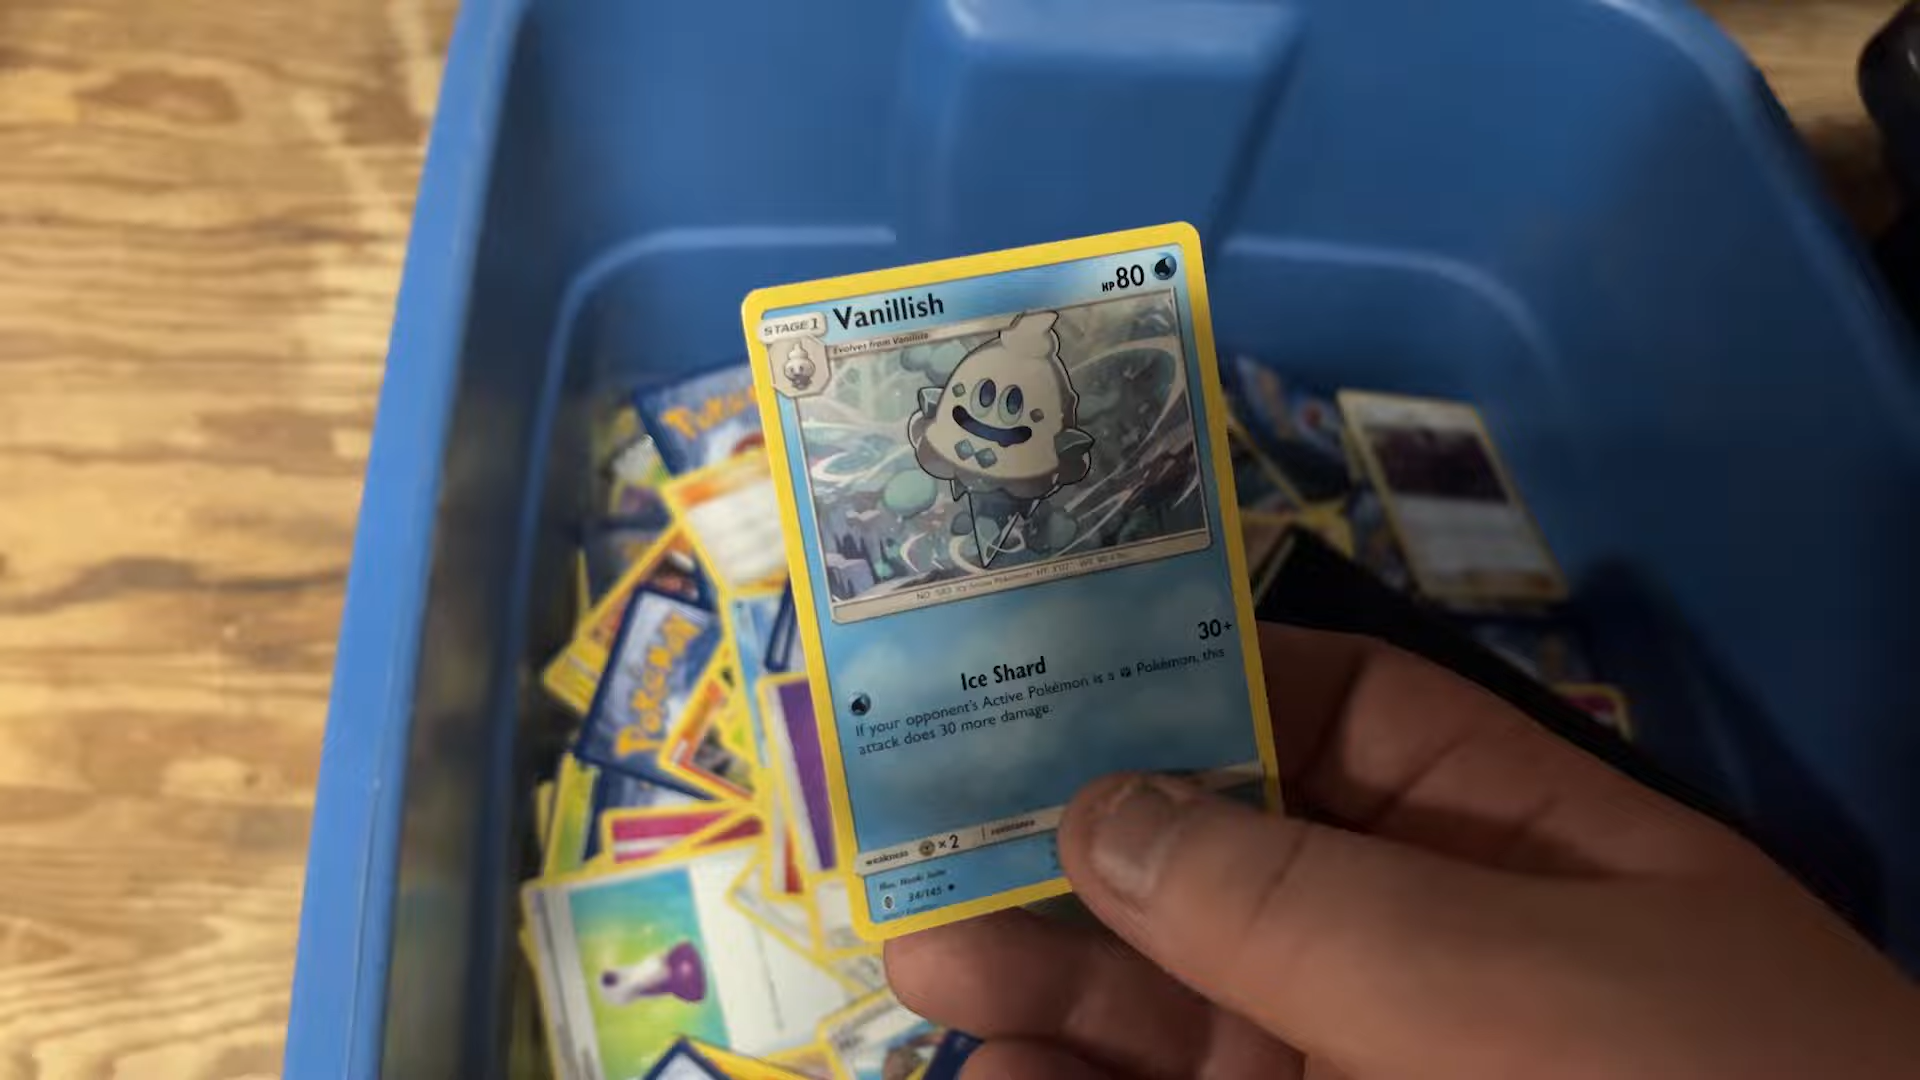 STAGE 1
Vanillish
HP 80
Evolves from Vanillite
Ice Shard
30+
If your opponent's Active Pokémon is a Pokémon, this
attack does 30 more damage.
weakness × 2 resistance
34/145
Pokémon